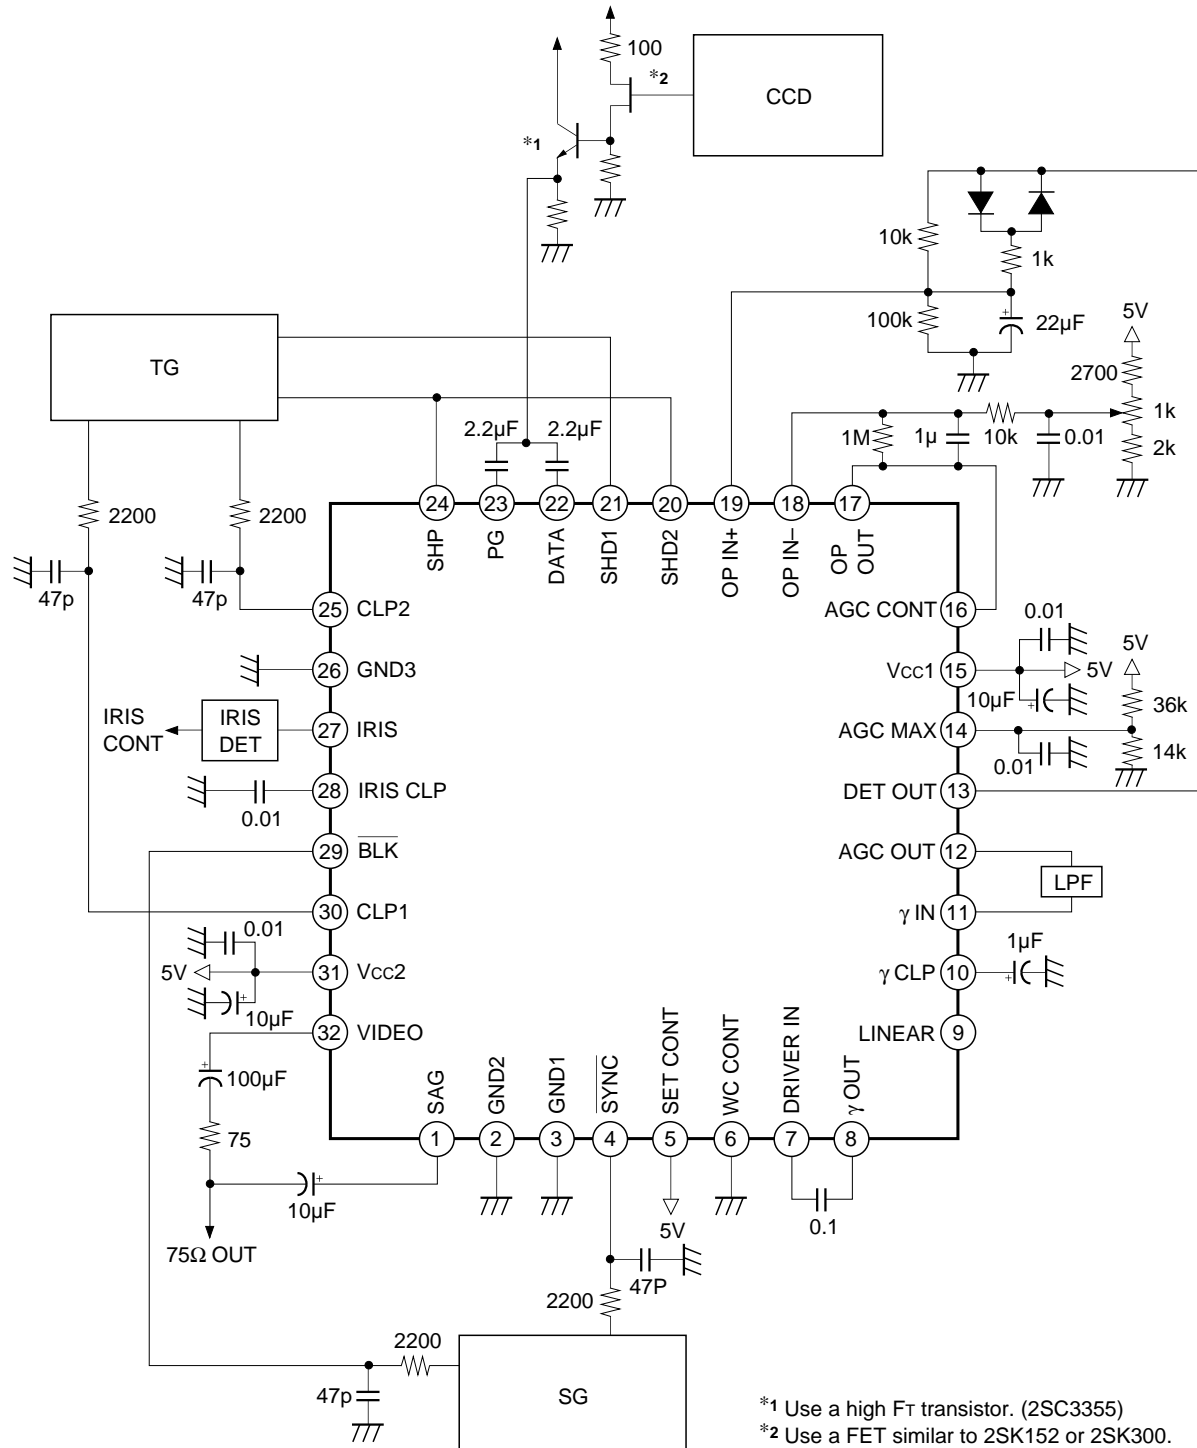 100
*2
CCD
*1
10k
1k
100k
22µF
5V
2700
1k
2k
TG
2.2µF
2.2µF
1M
1µ
10k
0.01
2200
2200
47p
47p
24
23
22
21
20
19
18
17
SHP
PG
DATA
SHD1
SHD2
OP IN+
OP IN–
OP OUT
25
CLP2
AGC CONT
16
0.01
26
GND3
VCC1
15
5V
5V
10µF
36k
IRIS CONT
IRIS DET
27
IRIS
AGC MAX
14
0.01
14k
28
IRIS CLP
0.01
DET OUT
13
29
BLK
AGC OUT
12
LPF
30
CLP1
γ IN
11
0.01
1µF
5V
31
VCC2
γ CLP
10
10µF
32
VIDEO
LINEAR
9
100µF
75
SAG
GND2
GND1
SYNC
SET CONT
WC CONT
DRIVER IN
γ OUT
1
2
3
4
5
6
7
8
10µF
0.1
75Ω OUT
5V
47P
2200
2200
47p
SG
*1 Use a high FT transistor. (2SC3355)
*2 Use a FET similar to 2SK152 or 2SK300.